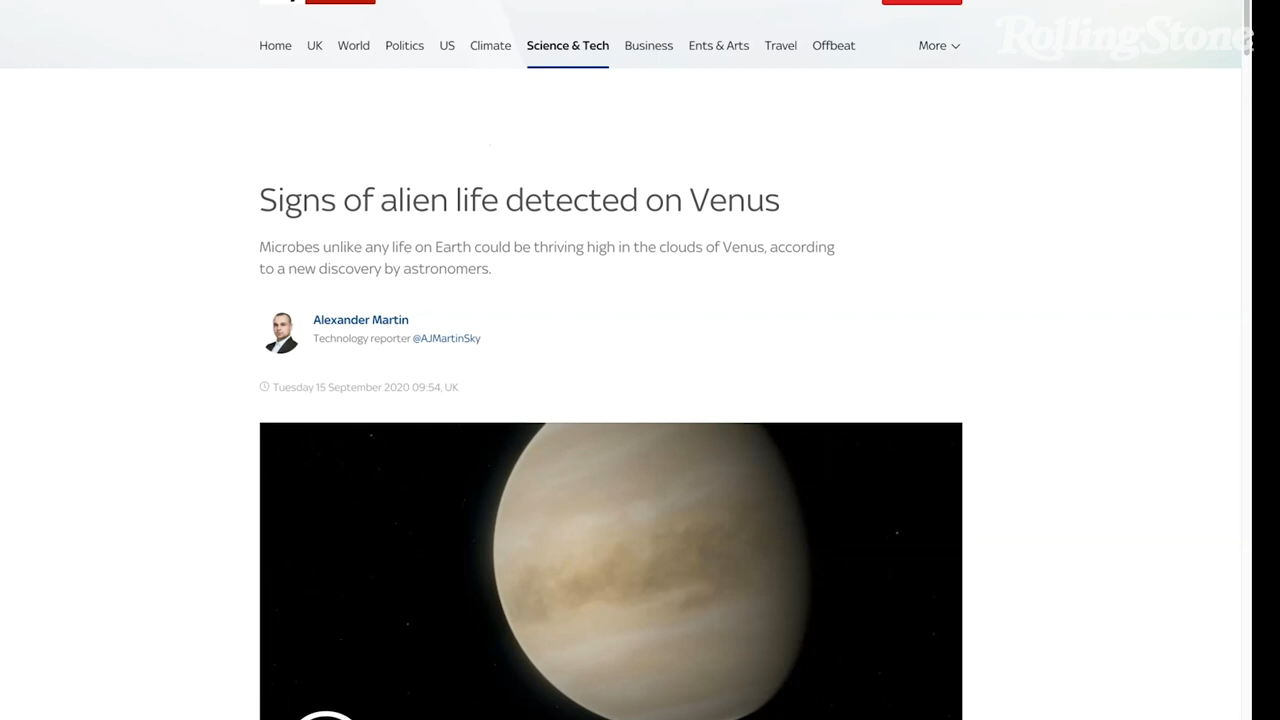 Home UK World Politics US Climate Science & Tech Business Ents & Arts Travel Offbeat More
RollingStone
Signs of alien life detected on Venus
Microbes unlike any life on Earth could be thriving high in the clouds of Venus, according
to a new discovery by astronomers.
Alexander Martin
Technology reporter @AJMartinSky
Tuesday 15 September 2020 09:54, UK